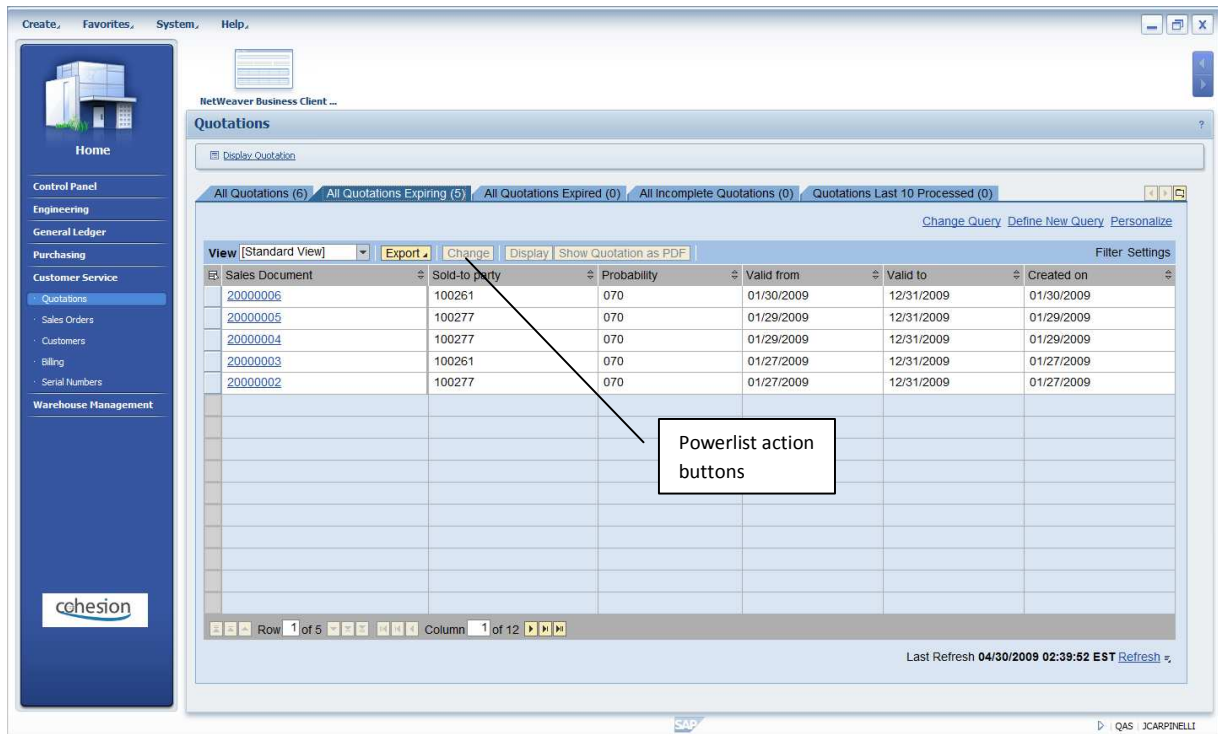 Create Favorites System Help
NetWeaver Business Client ...
Home
Control Panel
Engineering
General Ledger
Purchasing
Customer Service
Quotations
Sales Orders
Customers
Billing
Serial Numbers
Warehouse Management
cohesion
Quotations ?
Display Quotation
All Quotations (6) All Quotations Expiring (5) All Quotations Expired (0) All Incomplete Quotations (0) Quotations Last 10 Processed (0)
Change Query Define New Query Personalize
View [Standard View] Export Change Display Show Quotation as PDF Filter Settings
Sales Document Sold-to party Probability Valid from Valid to Created on
20000006 100261 070 01/30/2009 12/31/2009 01/30/2009
20000005 100277 070 01/29/2009 12/31/2009 01/29/2009
20000004 100277 070 01/29/2009 12/31/2009 01/29/2009
20000003 100261 070 01/27/2009 12/31/2009 01/27/2009
20000002 100277 070 01/27/2009 12/31/2009 01/27/2009
Powerlist action
buttons
Row 1 of 5 Column 1 of 12
Last Refresh 04/30/2009 02:39:52 EST Refresh
SAP
QAS JCARPINELLI